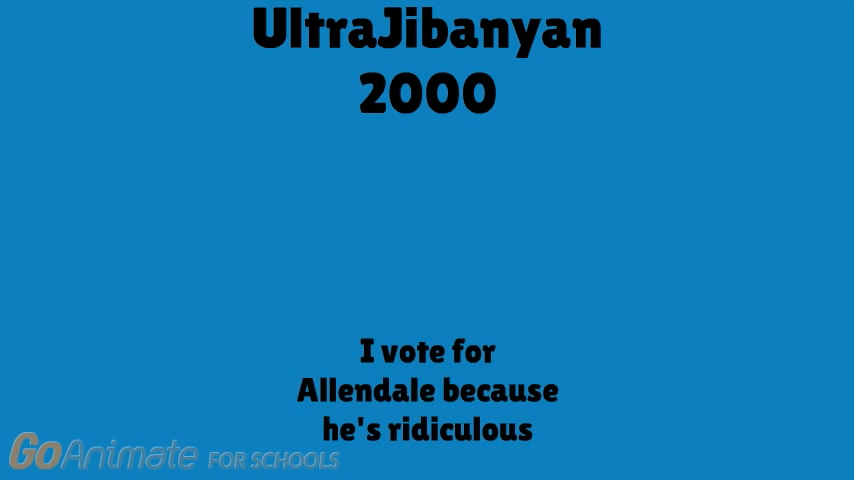 UltraJibanyan
2000
I vote for
Allendale because
he's ridiculous
GoAnimate FOR SCHOOLS